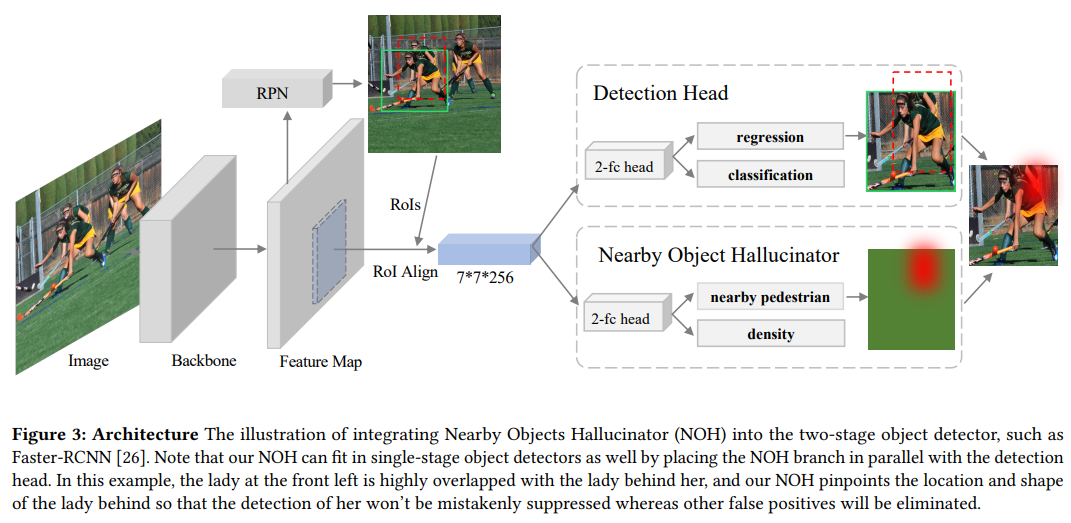 RPN
Detection Head
regression
2-fc head
classification
RoIs
RoI Align
7*7*256
Nearby Object Hallucinator
nearby pedestrian
2-fc head
density
Image
Backbone
Feature Map
Figure 3: Architecture The illustration of integrating Nearby Objects Hallucinator (NOH) into the two-stage object detector, such as
Faster-RCNN [26]. Note that our NOH can fit in single-stage object detectors as well by placing the NOH branch in parallel with the detection
head. In this example, the lady at the front left is highly overlapped with the lady behind her, and our NOH pinpoints the location and shape
of the lady behind so that the detection of her won't be mistakenly suppressed whereas other false positives will be eliminated.